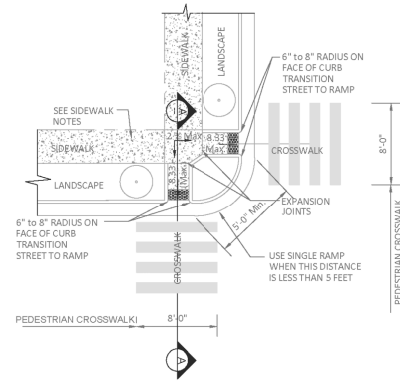 SIDEWALK
LANDSCAPE
6" to 8" RADIUS ON
FACE OF CURB
TRANSITION
STREET TO RAMP
A
SEE SIDEWALK
NOTES
2% Max.
8.33
Max.
SIDEWALK
CROSSWALK
8'-0"
LANDSCAPE
8.33
Max.
6" to 8" RADIUS ON
FACE OF CURB
TRANSITION
STREET TO RAMP
5'-0" Min.
EXPANSION
JOINTS
PEDESTRIAN CROSSWALK
CROSSWALK
USE SINGLE RAMP
WHEN THIS DISTANCE
IS LESS THAN 5 FEET
PEDESTRIAN CROSSWALK
8'-0"
A